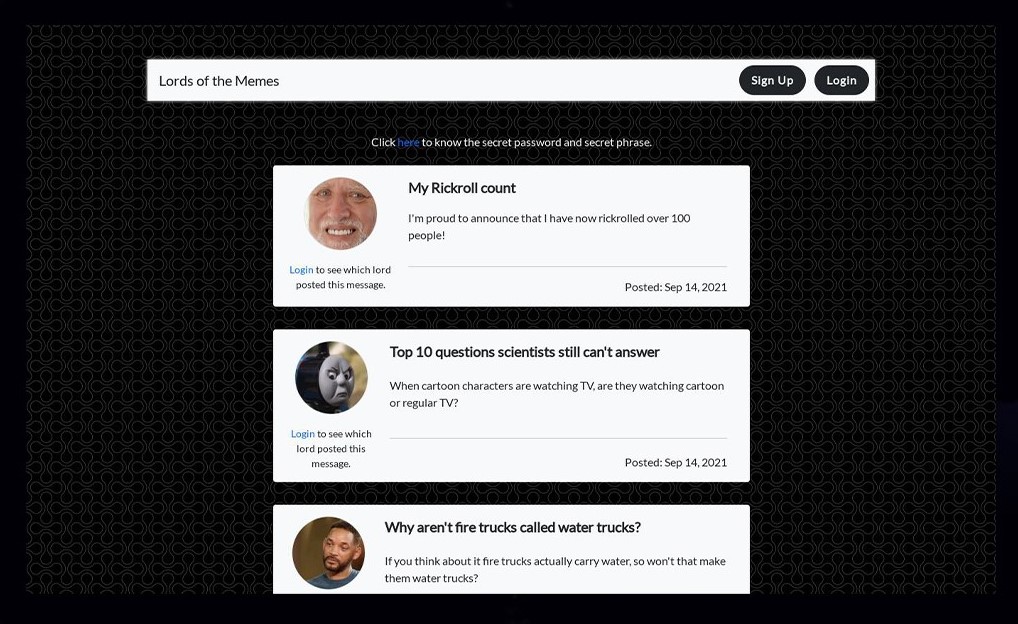 Lords of the Memes
Sign Up
Login
Click here to know the secret password and secret phrase.
My Rickroll count
I'm proud to announce that I have now rickrolled over 100
people!
Login to see which lord
posted this message.
Posted: Sep 14, 2021
Top 10 questions scientists still can't answer
When cartoon characters are watching TV, are they watching cartoon
or regular TV?
Login to see which
lord posted this
message.
Posted: Sep 14, 2021
Why aren't fire trucks called water trucks?
If you think about it fire trucks actually carry water, so won't that make
them water trucks?